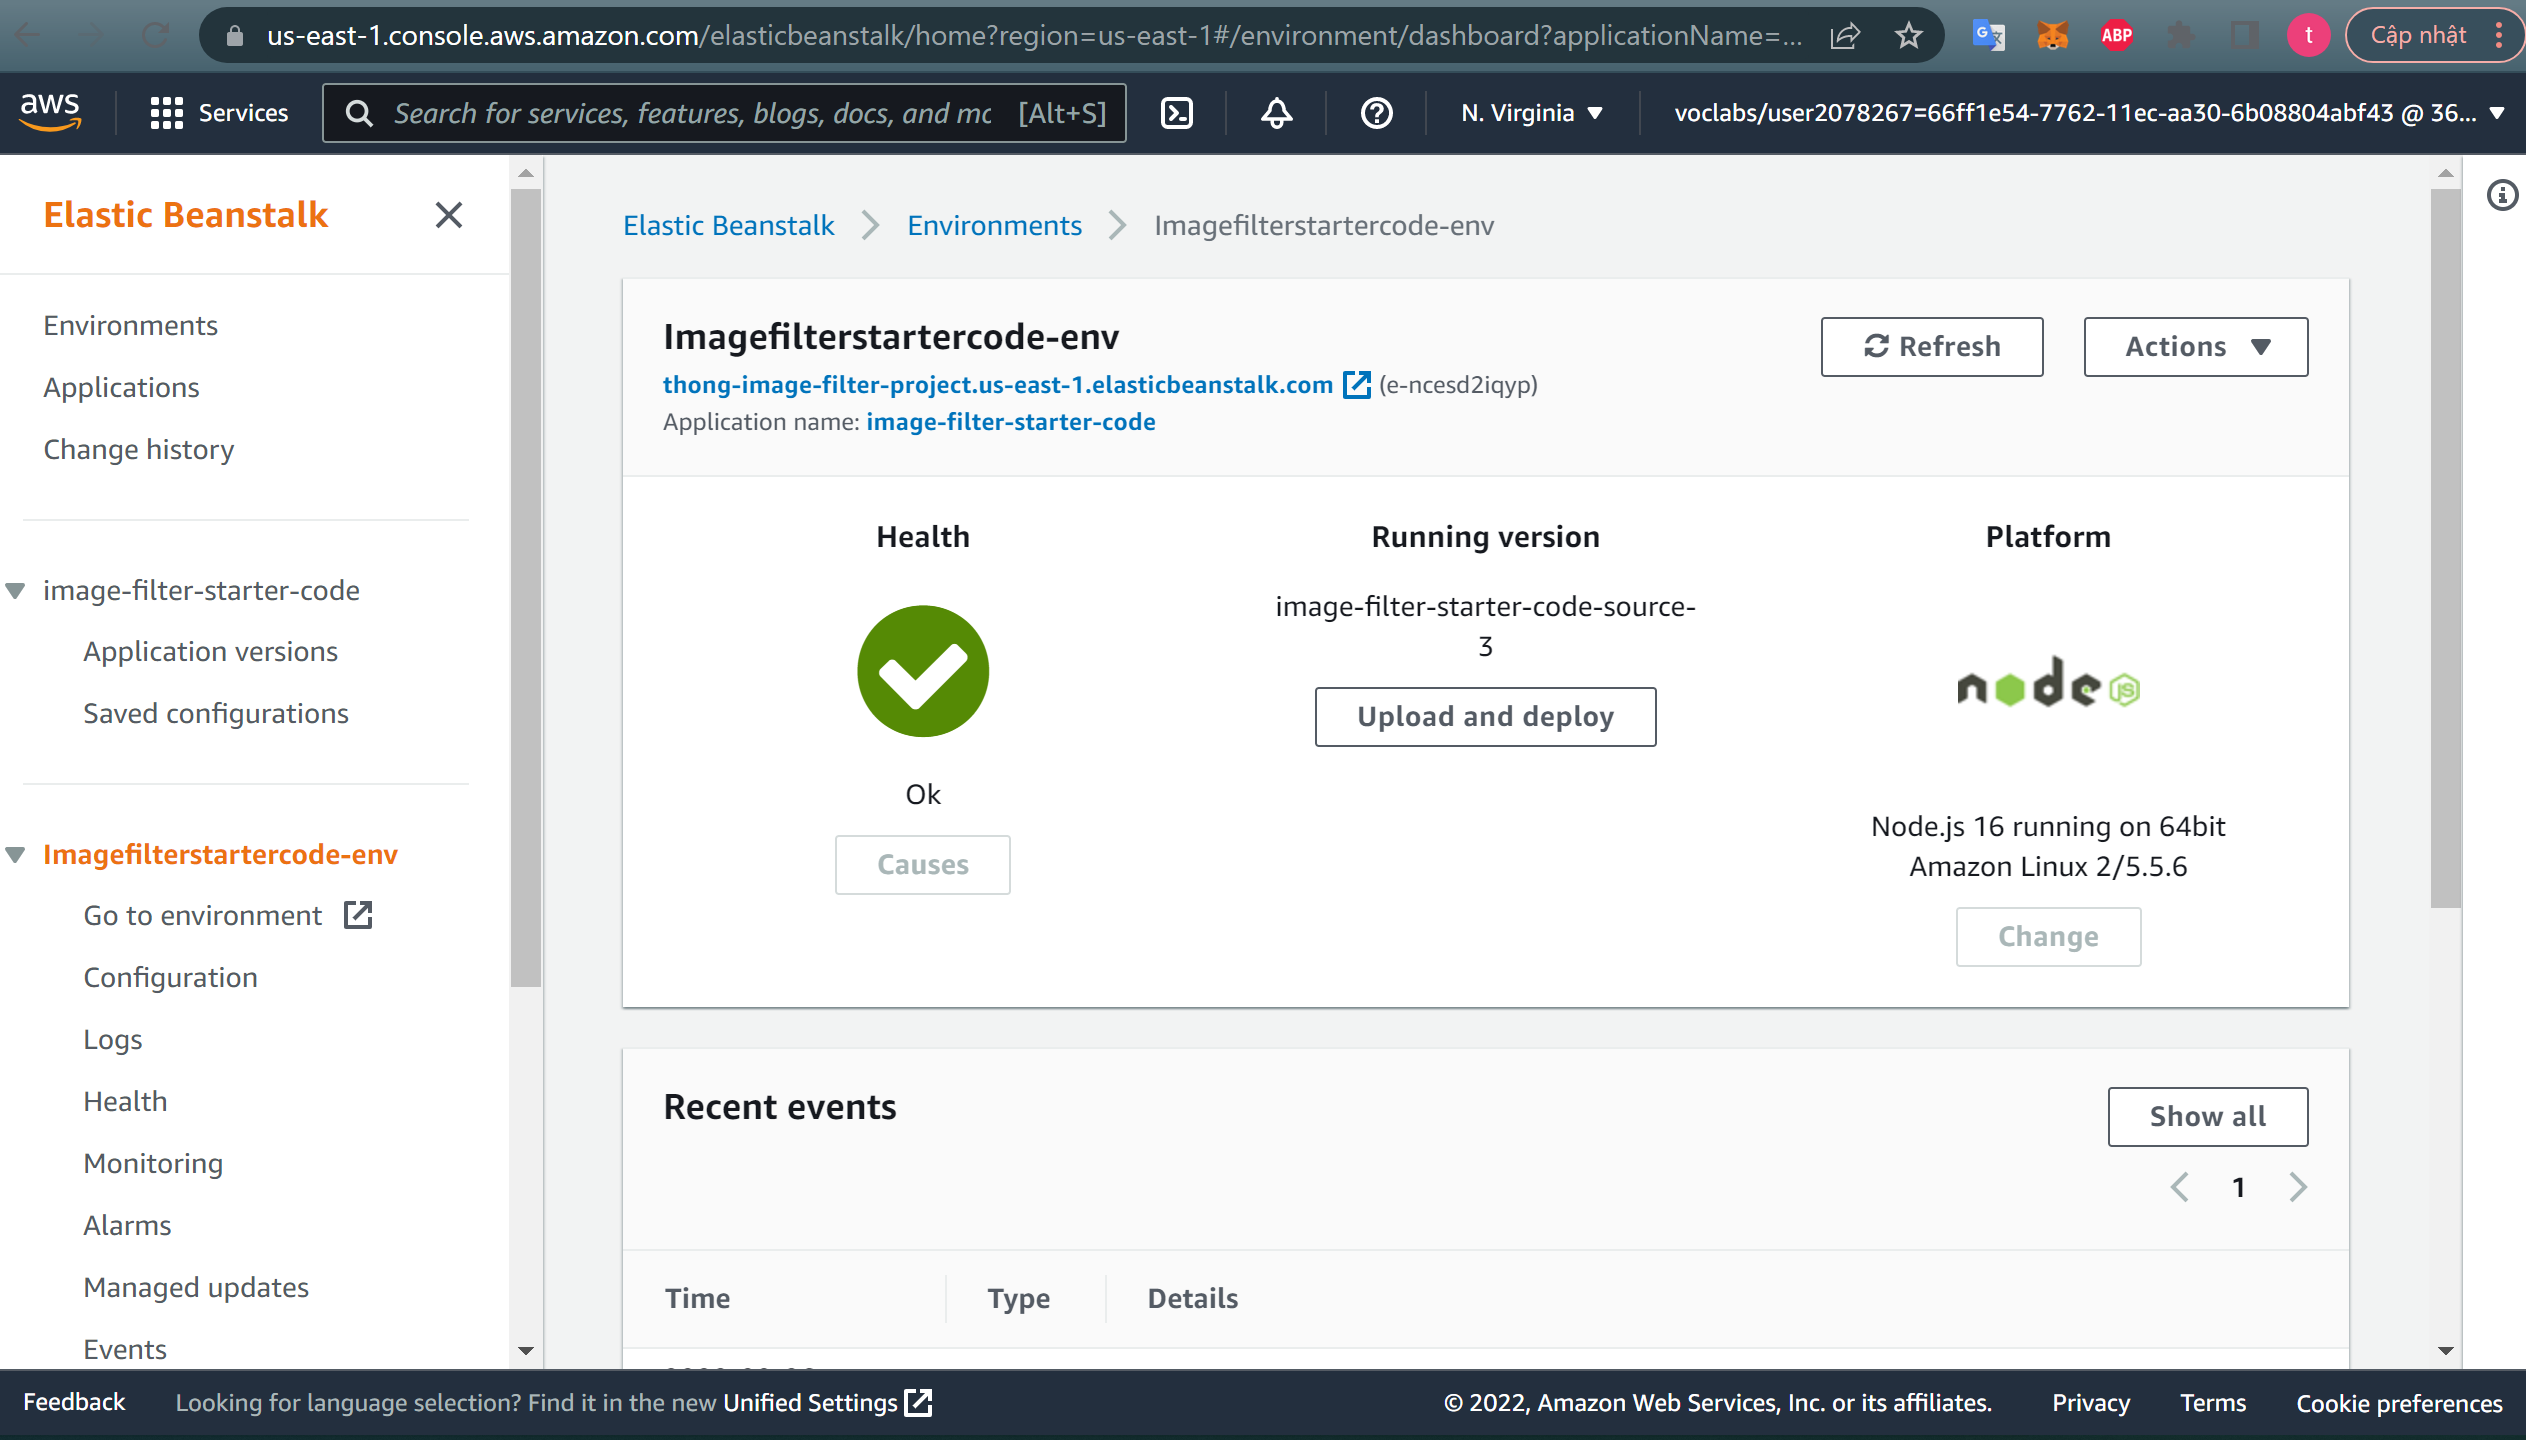 us-east-1.console.aws.amazon.com/elasticbeanstalk/home?region=us-east-1#/environment/dashboard?applicationName=...
ABP
t
Cập nhật
aws
Services
Search for services, features, blogs, docs, and mc
[Alt+S]
N. Virginia
voclabs/user2078267=66ff1e54-7762-11ec-aa30-6b08804abf43 @ 36...
Elastic Beanstalk
Environments
Applications
Change history
image-filter-starter-code
Application versions
Saved configurations
Imagefilterstartercode-env
Go to environment
Configuration
Logs
Health
Monitoring
Alarms
Managed updates
Events
Elastic Beanstalk
Environments
Imagefilterstartercode-env
Imagefilterstartercode-env
thong-image-filter-project.us-east-1.elasticbeanstalk.com (e-ncesd2iqyp)
Application name: image-filter-starter-code
Refresh
Actions
Health
Ok
Causes
Running version
image-filter-starter-code-source-
3
Upload and deploy
Platform
node JS
Node.js 16 running on 64bit
Amazon Linux 2/5.5.6
Change
Recent events
Show all
1
Time
Type
Details
Feedback
Looking for language selection? Find it in the new Unified Settings
© 2022, Amazon Web Services, Inc. or its affiliates.
Privacy
Terms
Cookie preferences